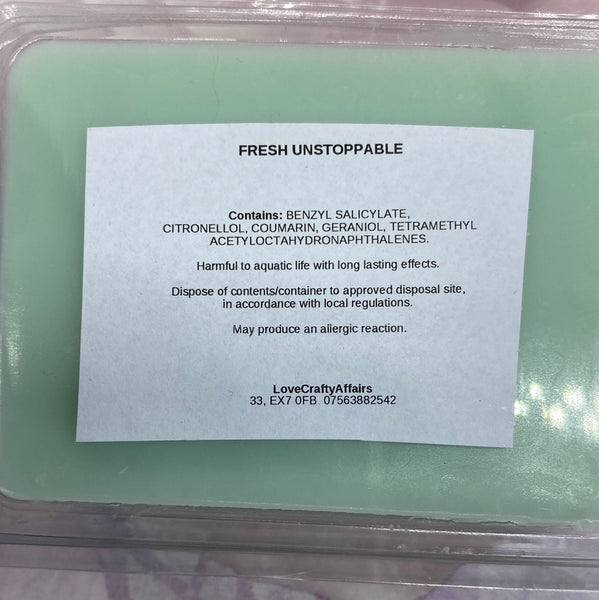 FRESH UNSTOPPABLE
Contains: BENZYL SALICYLATE,
CITRONELLOL, COUMARIN, GERANIOL, TETRAMETHYL
ACETYLOCTAHYDRONAPHTHALENES.
Harmful to aquatic life with long lasting effects.
Dispose of contents/container to approved disposal site,
in accordance with local regulations.
May produce an allergic reaction.
LoveCraftyAffairs
33, EX7 0FB 07563882542